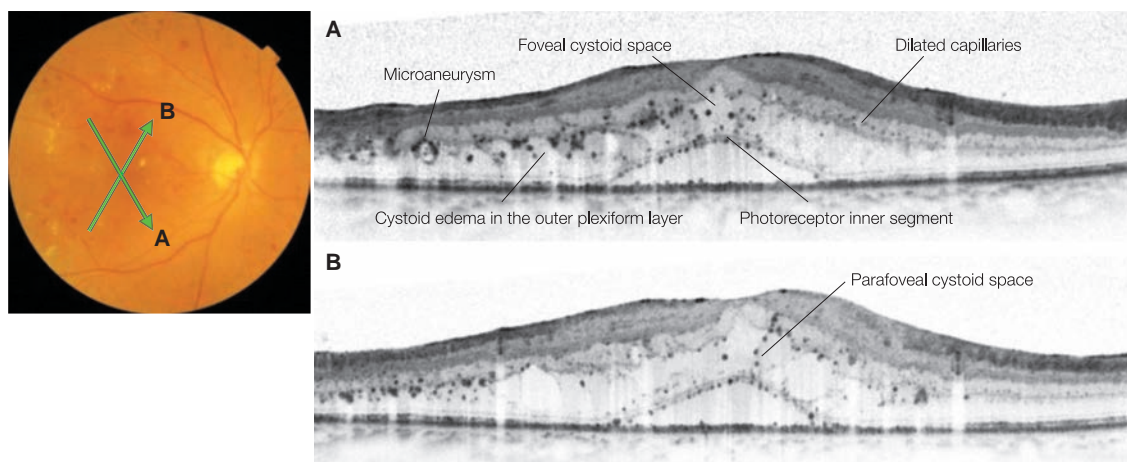 B
A
A
Foveal cystoid space
Dilated capillaries
Microaneurysm
Cystoid edema in the outer plexiform layer
Photoreceptor inner segment
B
Parafoveal cystoid space